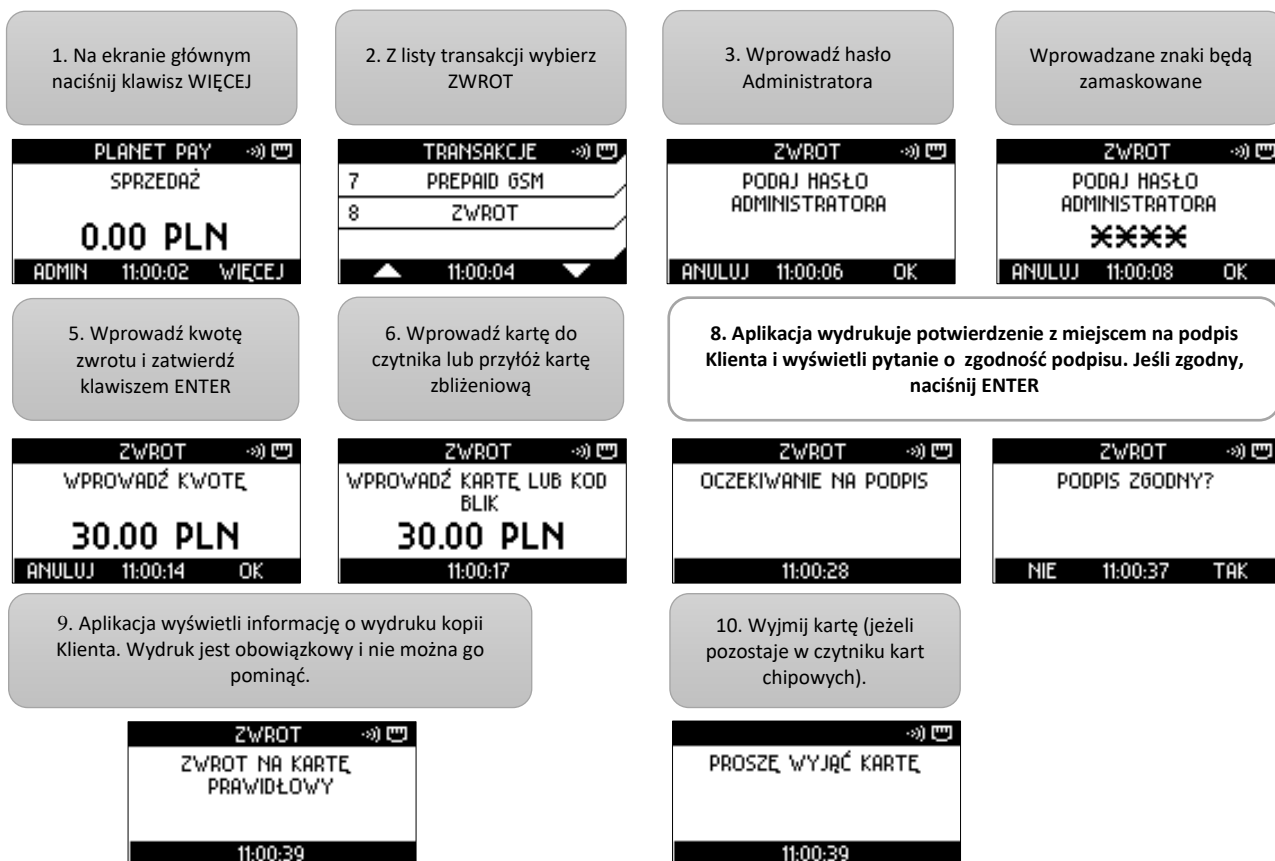 1. Na ekranie głównym
naciśnij klawisz WIĘCEJ
2. Z listy transakcji wybierz
ZWROT
3. Wprowadź hasło
Administratora
Wprowadzane znaki będą
zamaskowane
PLANET PAY
SPRZEDAŻ
0.00 PLN
ADMIN 11:00:02 WIĘCEJ
TRANSAKCJE
7 PREPAID GSM
8 ZWROT
11:00:04
ZWROT
PODAJ HASŁO
ADMINISTRATORA
ANULUJ 11:00:06 OK
ZWROT
PODAJ HASŁO
ADMINISTRATORA
****
ANULUJ 11:00:08 OK
5. Wprowadź kwotę
zwrotu i zatwierdź
klawiszem ENTER
6. Wprowadź kartę do
czytnika lub przyłóż kartę
zbliżeniową
8. Aplikacja wydrukuje potwierdzenie z miejscem na podpis
Klienta i wyświetli pytanie o zgodność podpisu. Jeśli zgodny,
naciśnij ENTER
ZWROT
WPROWADŹ KWOTĘ
30.00 PLN
ANULUJ 11:00:14 OK
ZWROT
WPROWADŹ KARTĘ LUB KOD
BLIK
30.00 PLN
11:00:17
ZWROT
OCZEKIWANIE NA PODPIS
11:00:28
ZWROT
PODPIS ZGODNY?
NIE 11:00:37 TAK
9. Aplikacja wyświetli informację o wydruku kopii
Klienta. Wydruk jest obowiązkowy i nie można go
pominąć.
10. Wyjmij kartę (jeżeli
pozostaje w czytniku kart
chipowych).
ZWROT
ZWROT NA KARTĘ
PRAWIDŁOWY
11:00:39
PROSZĘ WYJĄĆ KARTĘ
11:00:39